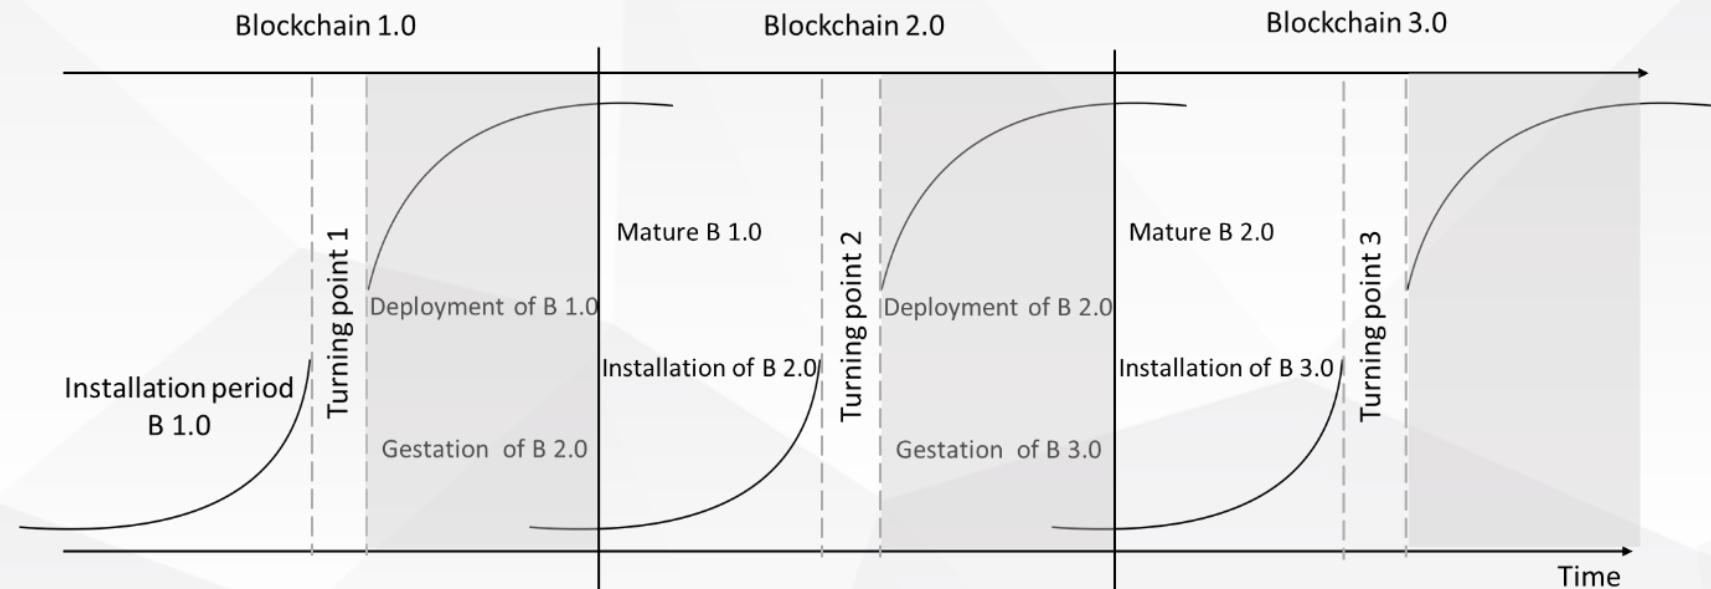 Blockchain 1.0
Blockchain 2.0
Blockchain 3.0
Installation period
B 1.0
Turning point 1
Deployment of B 1.0
Gestation of B 2.0
Mature B 1.0
Installation of B 2.0
Turning point 2
Deployment of B 2.0
Gestation of B 3.0
Mature B 2.0
Installation of B 3.0
Turning point 3
Time